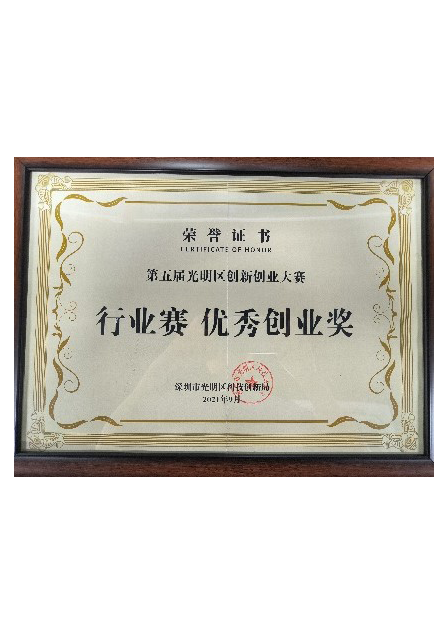 荣誉证书
CERTIFICATE OF HONOR
第五届光明区创新创业大赛
行业赛 优秀创业奖
深圳市光明区科技创新局
2021年9月